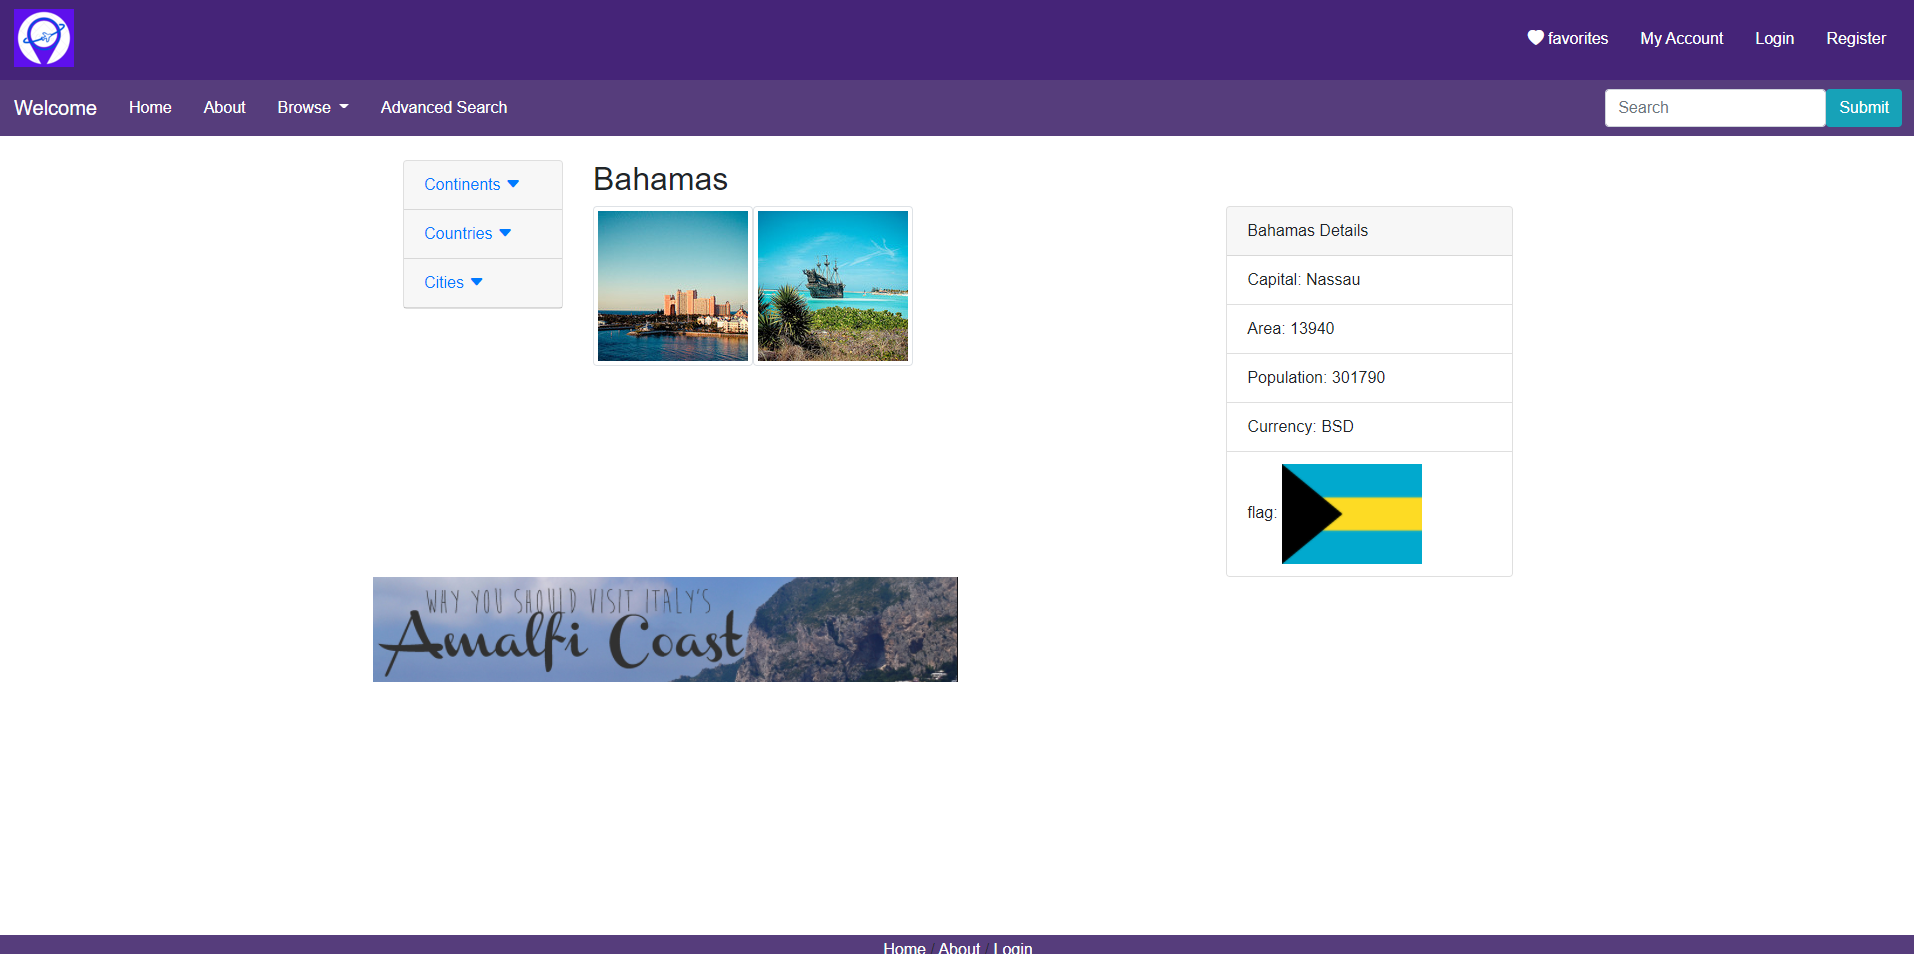 favorites
My Account
Login
Register
Welcome
Home
About
Browse
Advanced Search
Search
Submit
Continents
Countries
Cities
Bahamas
Bahamas Details
Capital: Nassau
Area: 13940
Population: 301790
Currency: BSD
flag:
WHY YOU SHOULD VISIT ITALY'S
Amalfi Coast
Home / About / Login